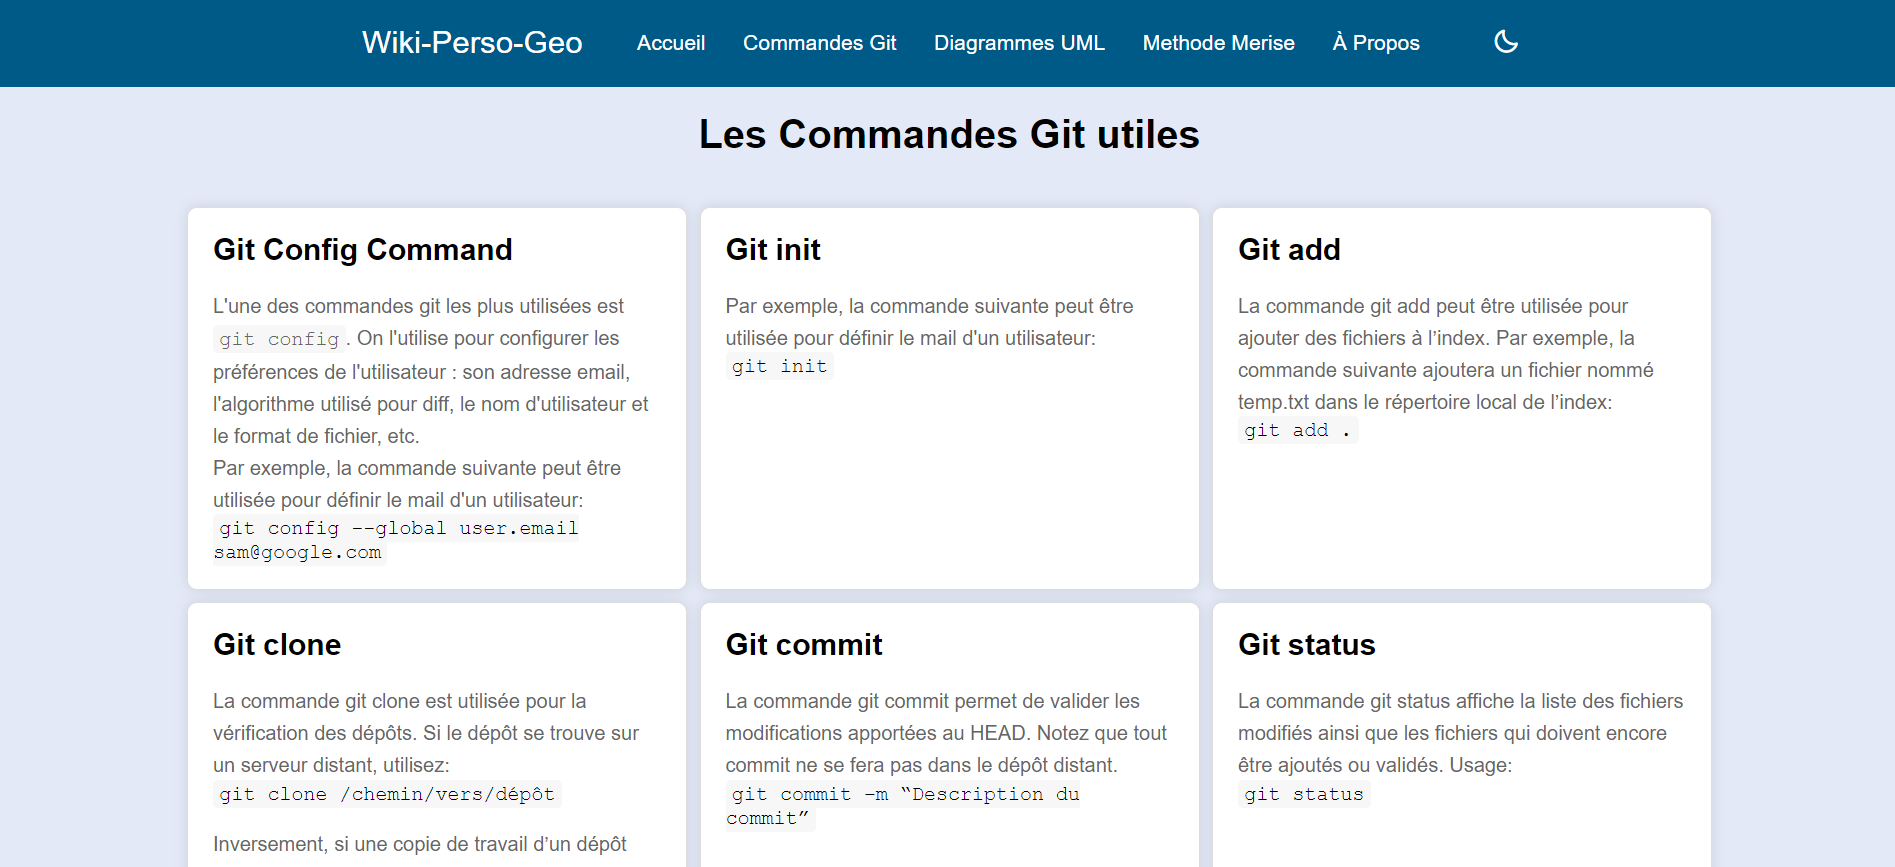 Wiki-Perso-Geo Accueil Commandes Git Diagrammes UML Methode Merise À Propos
Les Commandes Git utiles
Git Config Command
L'une des commandes git les plus utilisées est
git config. On l'utilise pour configurer les
préférences de l'utilisateur : son adresse email,
l'algorithme utilisé pour diff, le nom d'utilisateur et
le format de fichier, etc.
Par exemple, la commande suivante peut être
utilisée pour définir le mail d'un utilisateur:
git config --global user.email
sam@google.com
Git init
Par exemple, la commande suivante peut être
utilisée pour définir le mail d'un utilisateur:
git init
Git add
La commande git add peut être utilisée pour
ajouter des fichiers à l’index. Par exemple, la
commande suivante ajoutera un fichier nommé
temp.txt dans le répertoire local de l’index:
git add .
Git clone
La commande git clone est utilisée pour la
vérification des dépôts. Si le dépôt se trouve sur
un serveur distant, utilisez:
git clone /chemin/vers/dépôt
Inversement, si une copie de travail d’un dépôt
Git commit
La commande git commit permet de valider les
modifications apportées au HEAD. Notez que tout
commit ne se fera pas dans le dépôt distant.
git commit –m “Description du
commit”
Git status
La commande git status affiche la liste des fichiers
modifiés ainsi que les fichiers qui doivent encore
être ajoutés ou validés. Usage:
git status